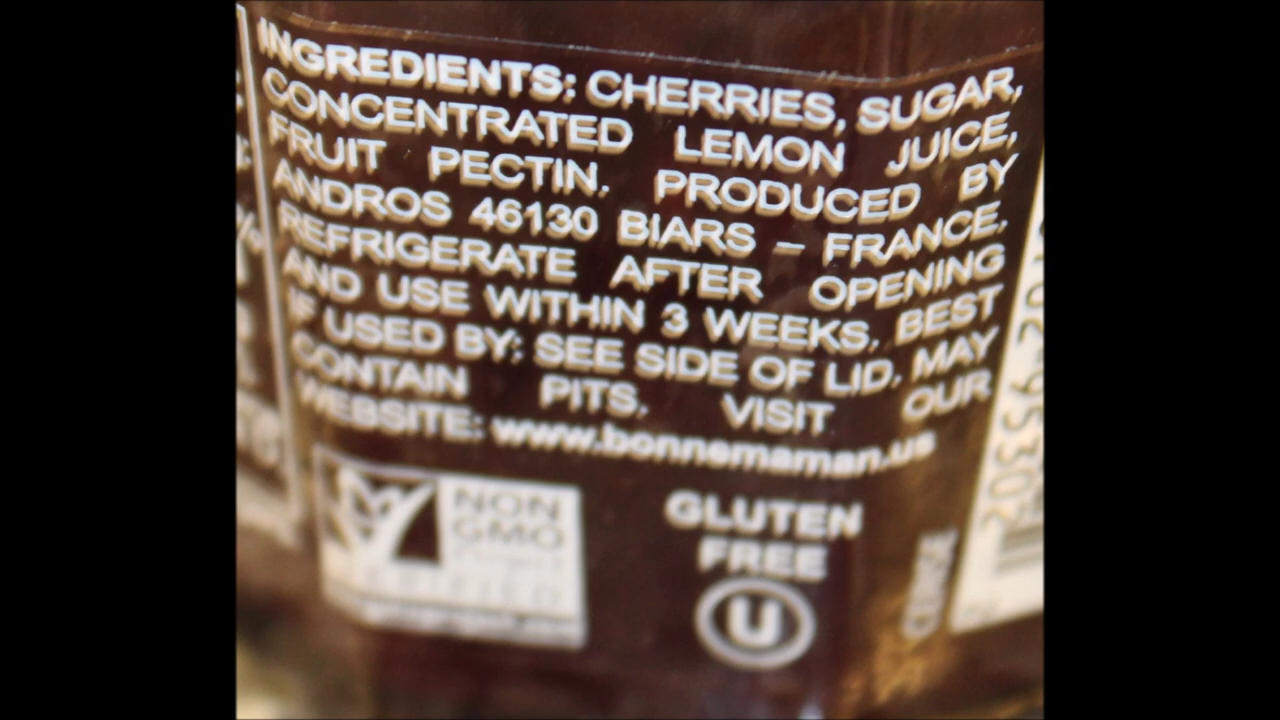 INGREDIENTS: CHERRIES, SUGAR,
CONCENTRATED LEMON JUICE,
FRUIT PECTIN. PRODUCED BY
ANDROS 46130 BIARS – FRANCE.
REFRIGERATE AFTER OPENING
AND USE WITHIN 3 WEEKS. BEST
IF USED BY: SEE SIDE OF LID. MAY
CONTAIN PITS. VISIT OUR
WEBSITE: www.bonnemaman.us
NON
GMO
GLUTEN
FREE
U
CERISE